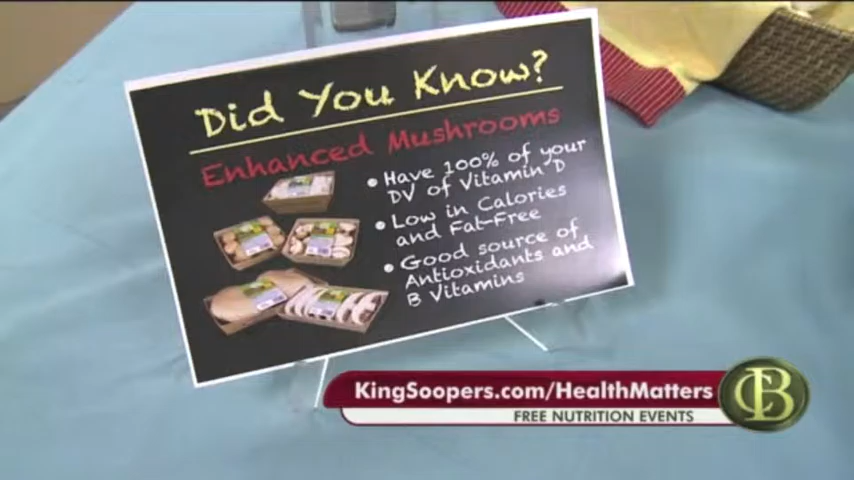 Did You Know?
Enhanced Mushrooms
• Have 100% of your
DV of Vitamin D
• Low in Calories
and Fat-Free
• Good source of
Antioxidants and
B Vitamins
KingSoopers.com/HealthMatters
FREE NUTRITION EVENTS
CB